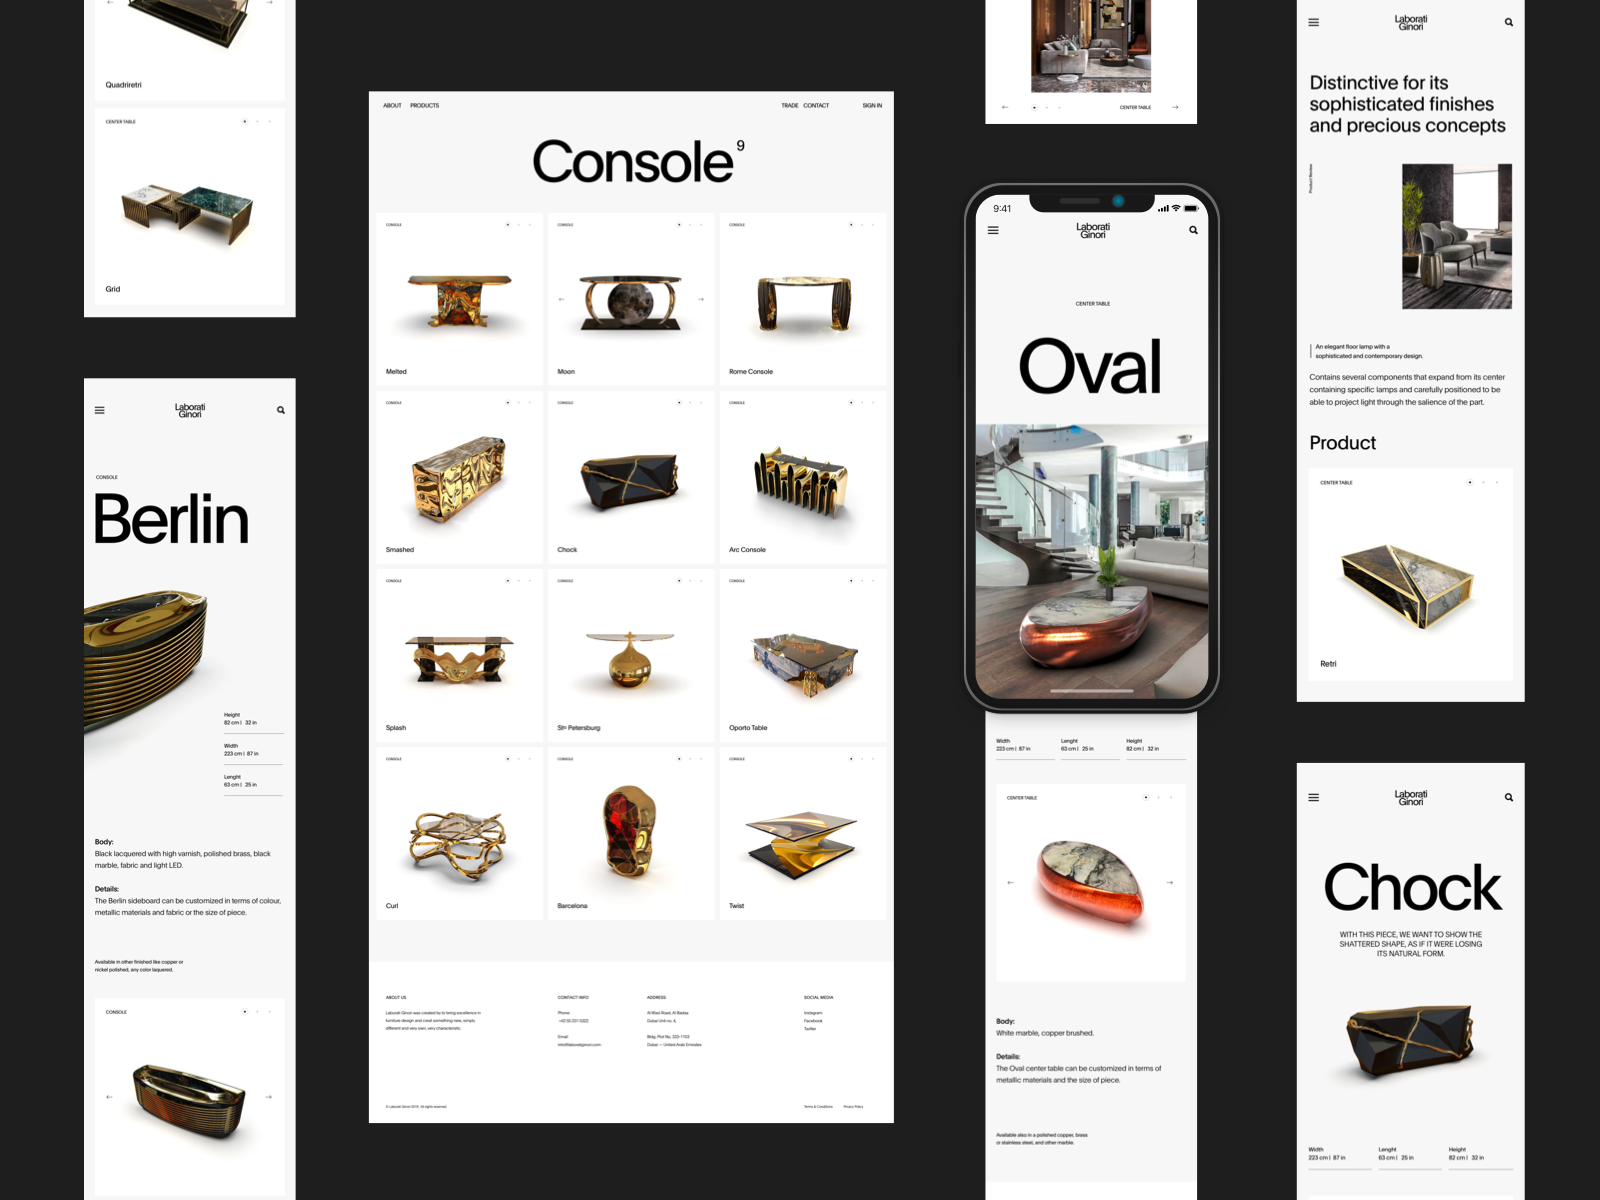 Quadriretri
CENTER TABLE
Grid
Laborati
Ginori
CONSOLE
Berlin
Height
82 cm | 32 in
Width
223 cm | 87 in
Lenght
63 cm | 25 in
Body:
Black lacquered with high varnish, polished brass, black
marble, fabric and light LED.
Details:
The Berlin sideboard can be customized in terms of colour,
metallic materials and fabric or the size of piece.
Available in other finished like copper or
nickel polished, any color laquered.
CONSOLE
ABOUT PRODUCTS TRADE CONTACT SIGN IN
Console 9
CONSOLE CONSOLE CONSOLE
Melted Moon Rome Console
CONSOLE CONSOLE CONSOLE
Smashed Chock Arc Console
CONSOLE CONSOLE CONSOLE
Splash Stº Petersburg Oporto Table
CONSOLE CONSOLE CONSOLE
Curl Barcelona Twist
ABOUT US
Laborati Ginori was created by to bring excellence in
furniture design and creat something new, simply
different and very own, very characteristic.
CONTACT INFO
Phone
Email
info@laboratiginori.com
ADDRESS
Al Wasl Road, Al Badaa
Dubai Unit no. 4,
Bldg, Plot No, 333-1103
Dubai — United Arab Emirates
SOCIAL MEDIA
Instagram
Facebook
Twitter
© Laborati Ginori 2019. All rights reserved
Terms & Conditions Privacy Policy
CENTER TABLE
9:41
Laborati
Ginori
CENTER TABLE
Oval
Width Lenght Height
223 cm | 87 in 63 cm | 25 in 82 cm | 32 in
CENTER TABLE
Body:
White marble, copper brushed.
Details:
The Oval center table can be customized in terms of
metallic materials and the size of piece.
Available also in a polished copper, brass
or stainless steel, and other marble.
Laborati
Ginori
Distinctive for its
sophisticated finishes
and precious concepts
Product Review
An elegant floor lamp with a
sophisticated and contemporary design.
Contains several components that expand from its center
containing specific lamps and carefully positioned to be
able to project light through the salience of the part.
Product
CENTER TABLE
Retri
Laborati
Ginori
Chock
WITH THIS PIECE, WE WANT TO SHOW THE
SHATTERED SHAPE, AS IF IT WERE LOSING
ITS NATURAL FORM.
Width Lenght Height
223 cm | 87 in 63 cm | 25 in 82 cm | 32 in